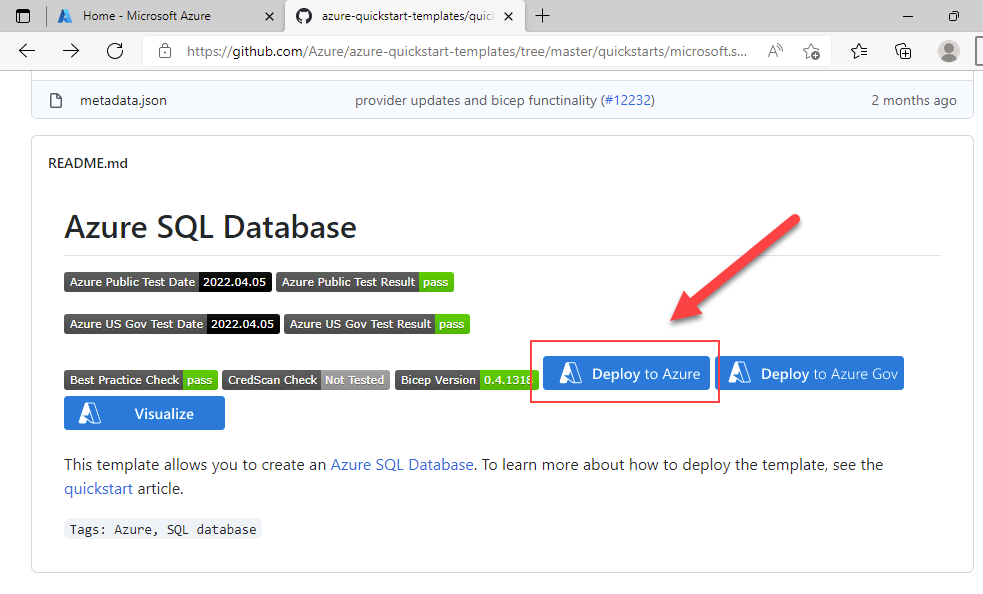 Home - Microsoft Azure
azure-quickstart-templates/quick
https://github.com/Azure/azure-quickstart-templates/tree/master/quickstarts/microsoft.s...
metadata.json provider updates and bicep functinality (#12232) 2 months ago
README.md
Azure SQL Database
Azure Public Test Date 2022.04.05 Azure Public Test Result pass
Azure US Gov Test Date 2022.04.05 Azure US Gov Test Result pass
Best Practice Check pass CredScan Check Not Tested Bicep Version 0.4.1318 Deploy to Azure Deploy to Azure Gov
Visualize
This template allows you to create an Azure SQL Database. To learn more about how to deploy the template, see the
quickstart article.
Tags: Azure, SQL database